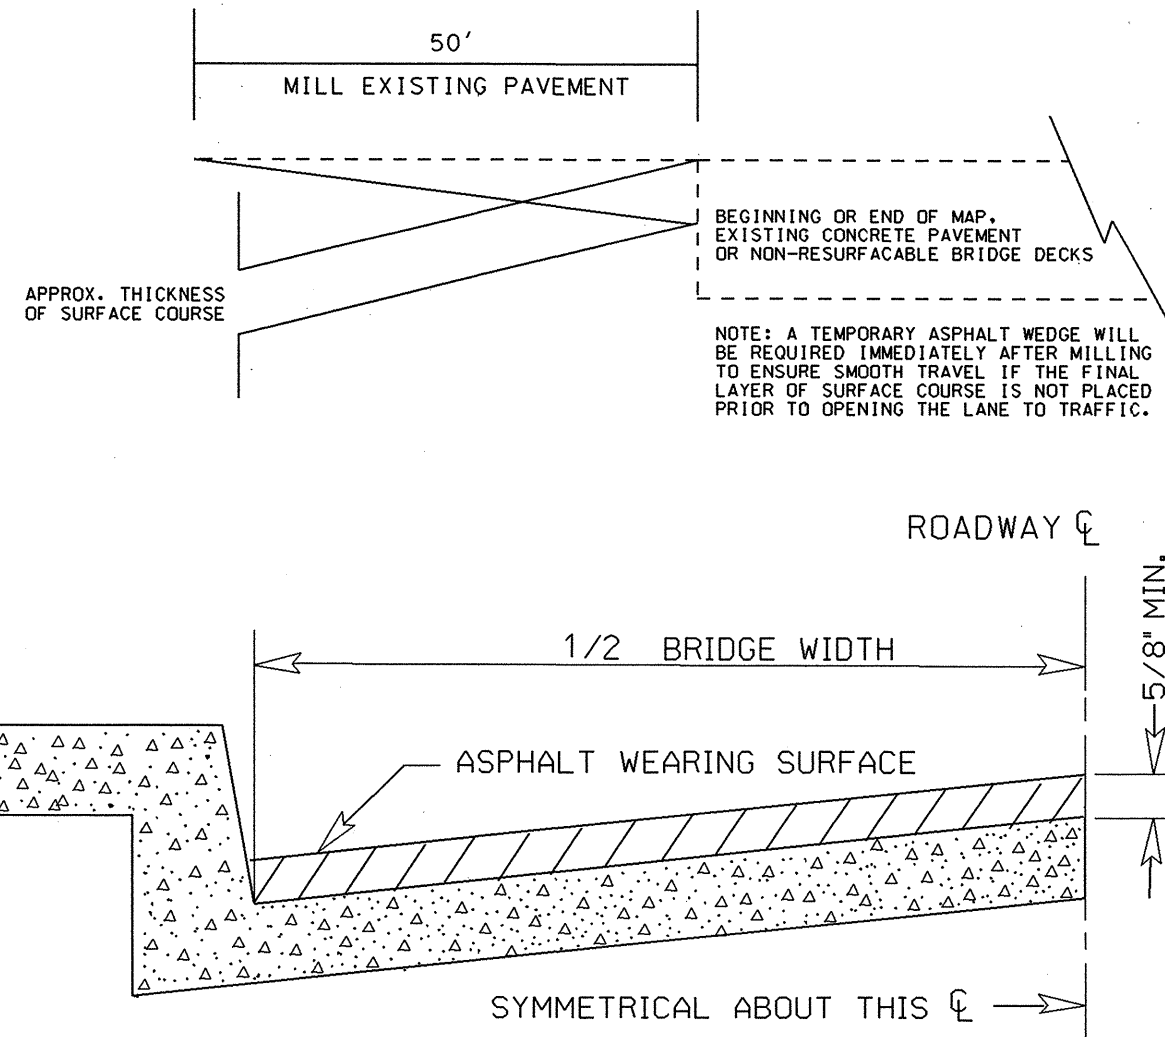 50'
MILL EXISTING PAVEMENT
BEGINNING OR END OF MAP.
EXISTING CONCRETE PAVEMENT
OR NON-RESURFACABLE BRIDGE DECKS
APPROX. THICKNESS
OF SURFACE COURSE
NOTE: A TEMPORARY ASPHALT WEDGE WILL
BE REQUIRED IMMEDIATELY AFTER MILLING
TO ENSURE SMOOTH TRAVEL IF THE FINAL
LAYER OF SURFACE COURSE IS NOT PLACED
PRIOR TO OPENING THE LANE TO TRAFFIC.
ROADWAY ℄
5/8" MIN.
1/2 BRIDGE WIDTH
ASPHALT WEARING SURFACE
SYMMETRICAL ABOUT THIS ℄